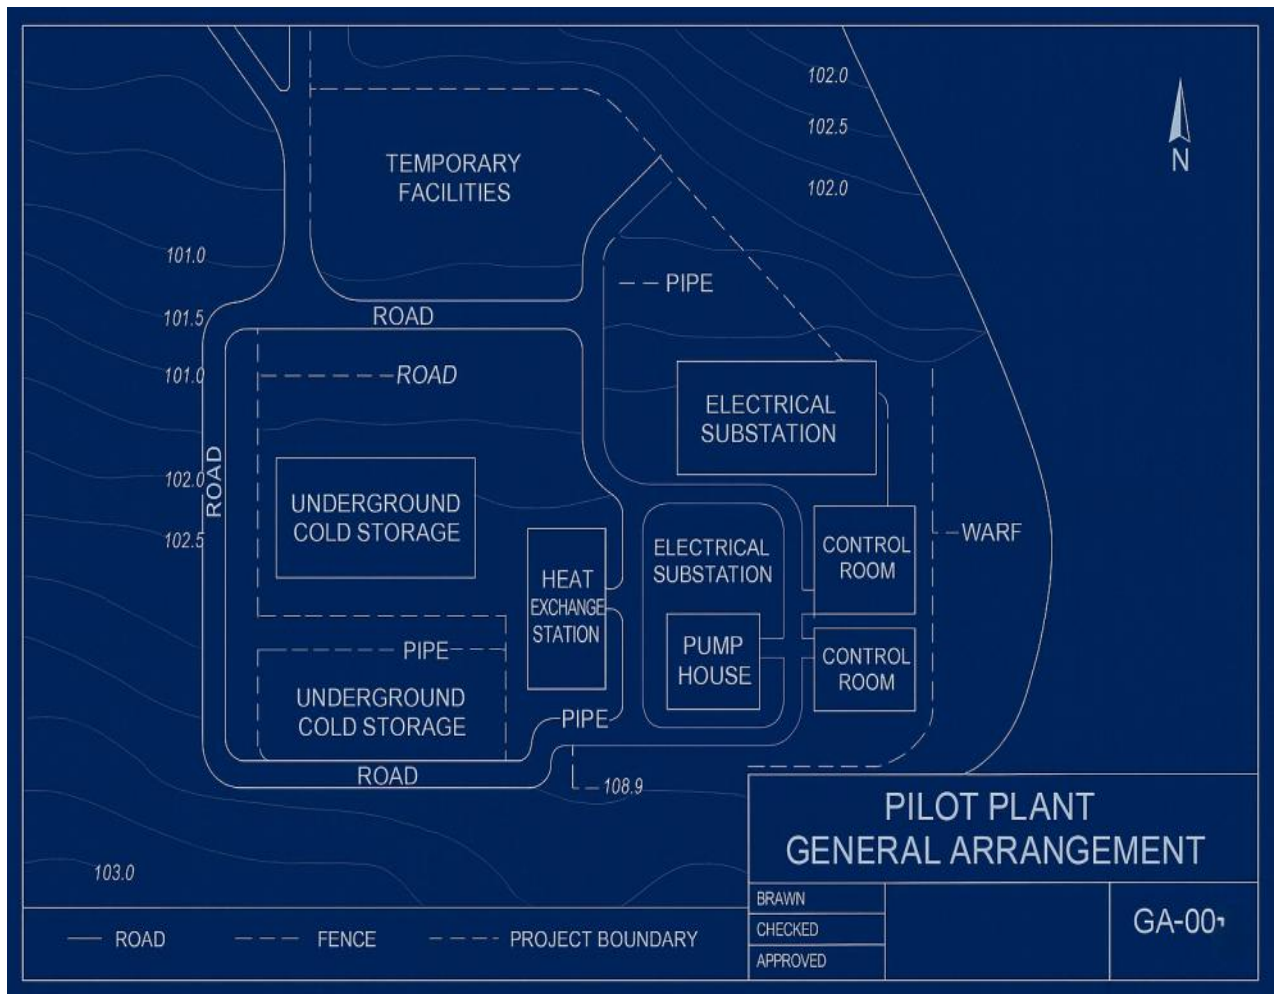 102.0
102.5
102.0
N
TEMPORARY
FACILITIES
101.0
PIPE
101.5
ROAD
101.0
ROAD
ELECTRICAL
SUBSTATION
102.0
ROAD
UNDERGROUND
COLD STORAGE
102.5
WARF
ELECTRICAL
SUBSTATION
CONTROL
ROOM
HEAT
EXCHANGE
STATION
PIPE
PUMP
HOUSE
CONTROL
ROOM
UNDERGROUND
COLD STORAGE
PIPE
ROAD
108.9
103.0
PILOT PLANT
GENERAL ARRANGEMENT
BRAWN
CHECKED
APPROVED
GA-00
ROAD
FENCE
PROJECT BOUNDARY